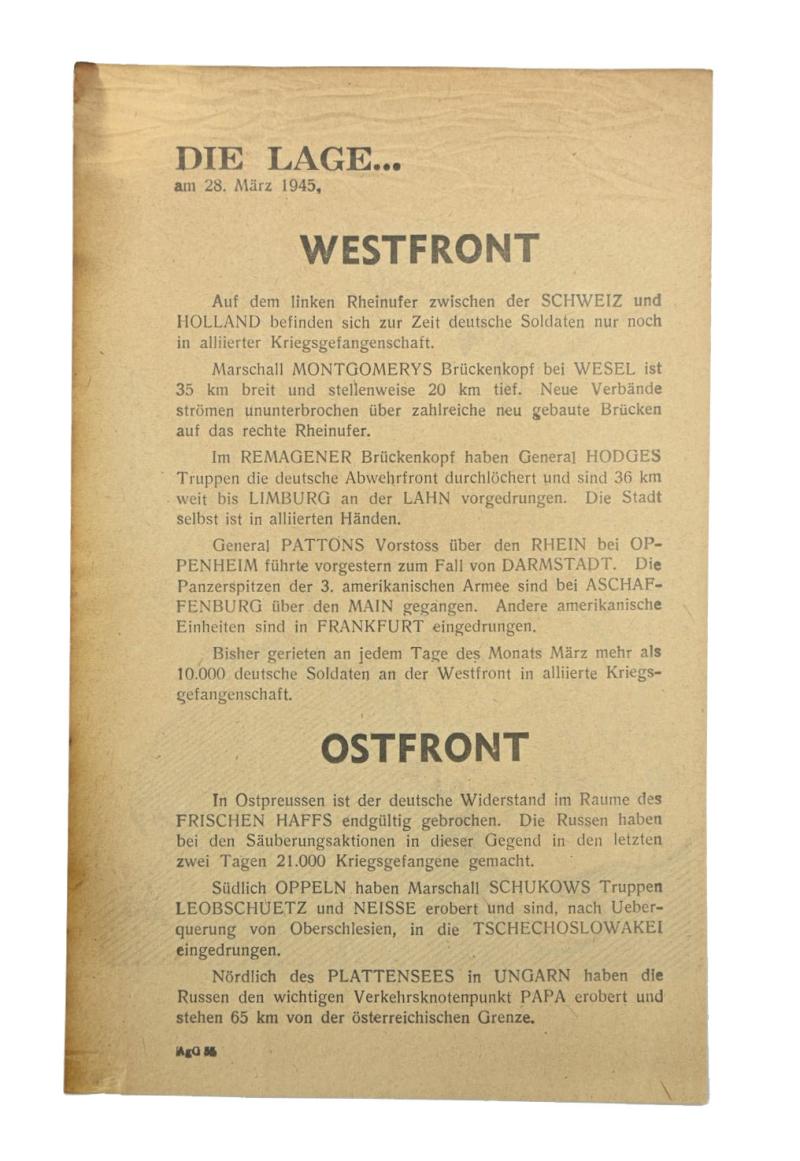 DIE LAGE...
am 28. März 1945,
WESTFRONT
Auf dem linken Rheinufer zwischen der SCHWEIZ und
HOLLAND befinden sich zur Zeit deutsche Soldaten nur noch
in alliierter Kriegsgefangenschaft.
Marschall MONTGOMERYS Brückenkopf bei WESEL ist
35 km breit und stellenweise 20 km tief. Neue Verbände
strömen ununterbrochen über zahlreiche neu gebaute Brücken
auf das rechte Rheinufer.
Im REMAGENER Brückenkopf haben General HODGES
Truppen die deutsche Abwehrfront durchlöchert und sind 36 km
weit bis LIMBURG an der LAHN vorgedrungen. Die Stadt
selbst ist in alliierten Händen.
General PATTONS Vorstoss über den RHEIN bei OP-
PENHEIM führte vorgestern zum Fall von DARMSTADT. Die
Panzerspitzen der 3. amerikanischen Armee sind bei ASCHAF-
FENBURG über den MAIN gegangen. Andere amerikanische
Einheiten sind in FRANKFURT eingedrungen.
Bisher gerieten an jedem Tage des Monats März mehr als
10.000 deutsche Soldaten an der Westfront in alliierte Kriegs-
gefangenschaft.
OSTFRONT
In Ostpreussen ist der deutsche Widerstand im Raume des
FRISCHEN HAFFS endgültig gebrochen. Die Russen haben
bei den Säuberungsaktionen in dieser Gegend in den letzten
zwei Tagen 21.000 Kriegsgefangene gemacht.
Südlich OPPELN haben Marschall SCHUKOWS Truppen
LEOBSCHUETZ und NEISSE erobert und sind, nach Ueber-
querung von Oberschlesien, in die TSCHECHOSLOWAKEI
eingedrungen.
Nördlich des PLATTENSEES in UNGARN haben die
Russen den wichtigen Verkehrsknotenpunkt PAPA erobert und
stehen 65 km von der österreichischen Grenze.
AgG